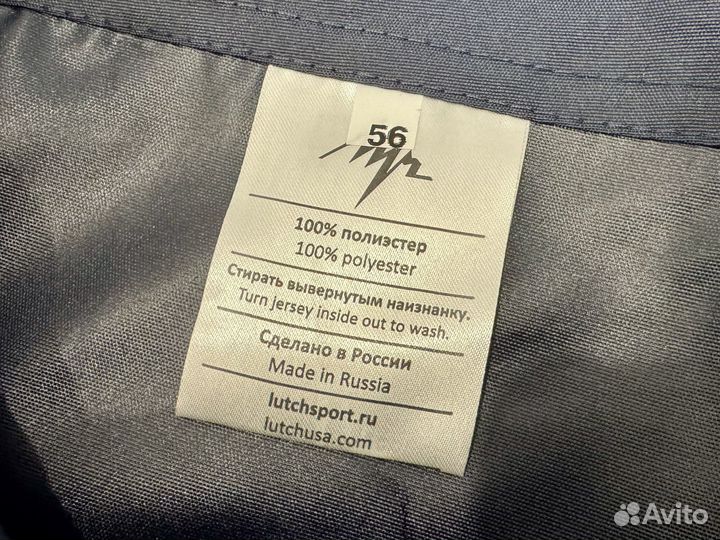 56
100% полиэстер
100% polyester
Стирать вывернутым наизнанку.
Turn jersey inside out to wash.
Сделано в России
Made in Russia
lutchsport.ru
lutchusa.com
Avito